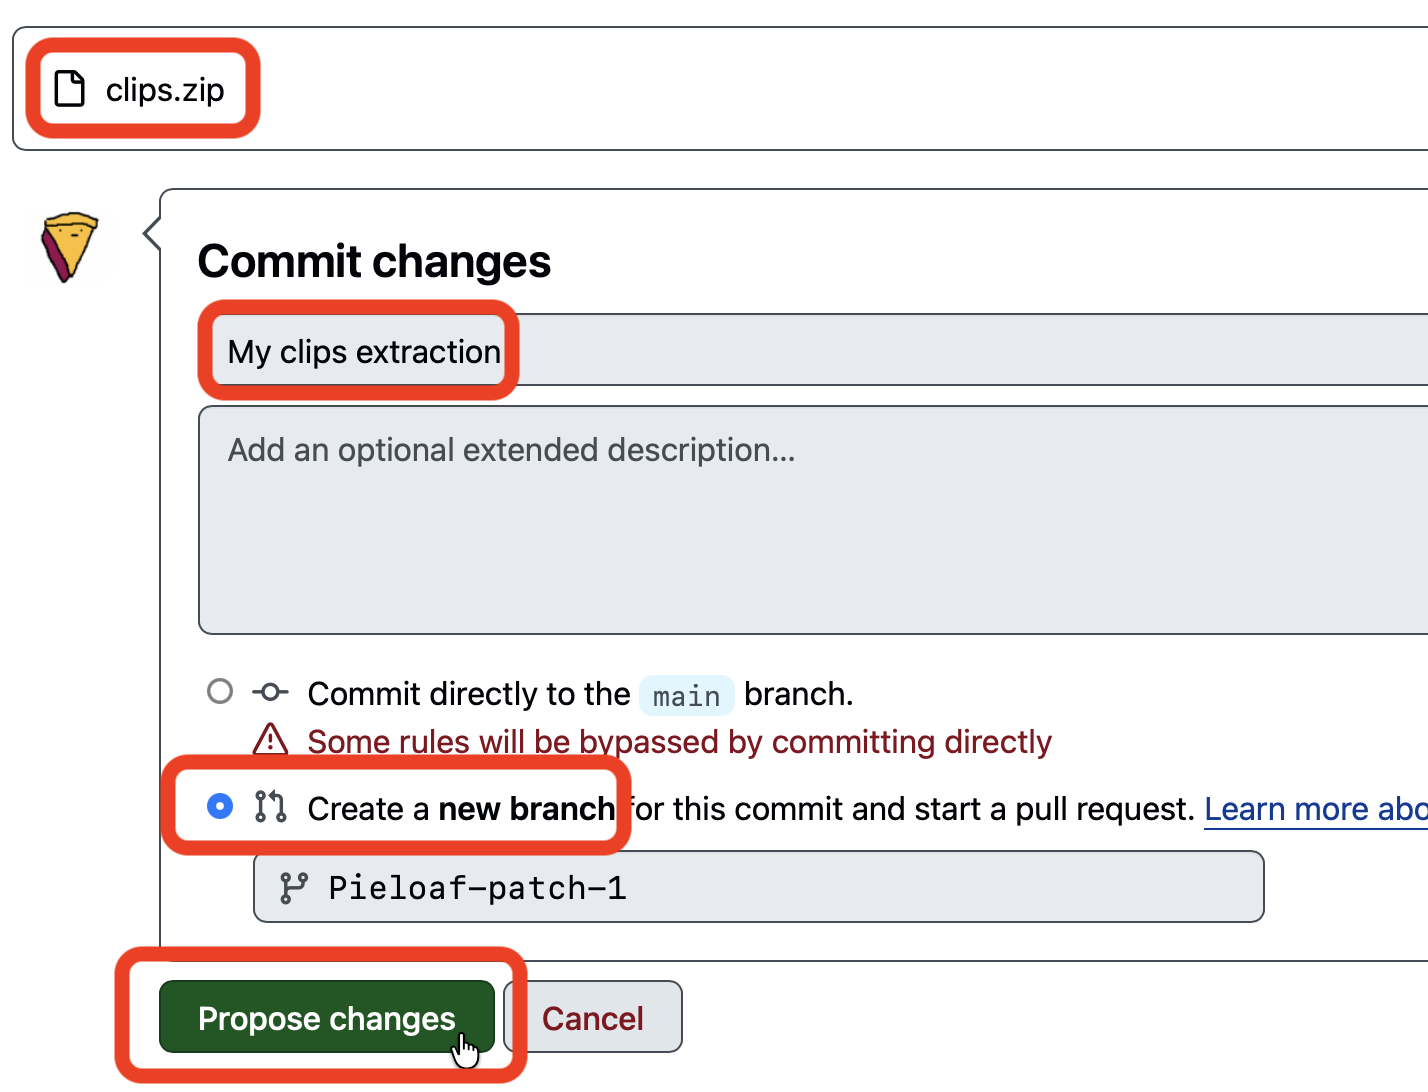 clips.zip
Commit changes
My clips extraction
Add an optional extended description...
Commit directly to the main branch.
Some rules will be bypassed by committing directly
Create a new branch for this commit and start a pull request. Learn more abo
Pieloaf-patch-1
Propose changes
Cancel